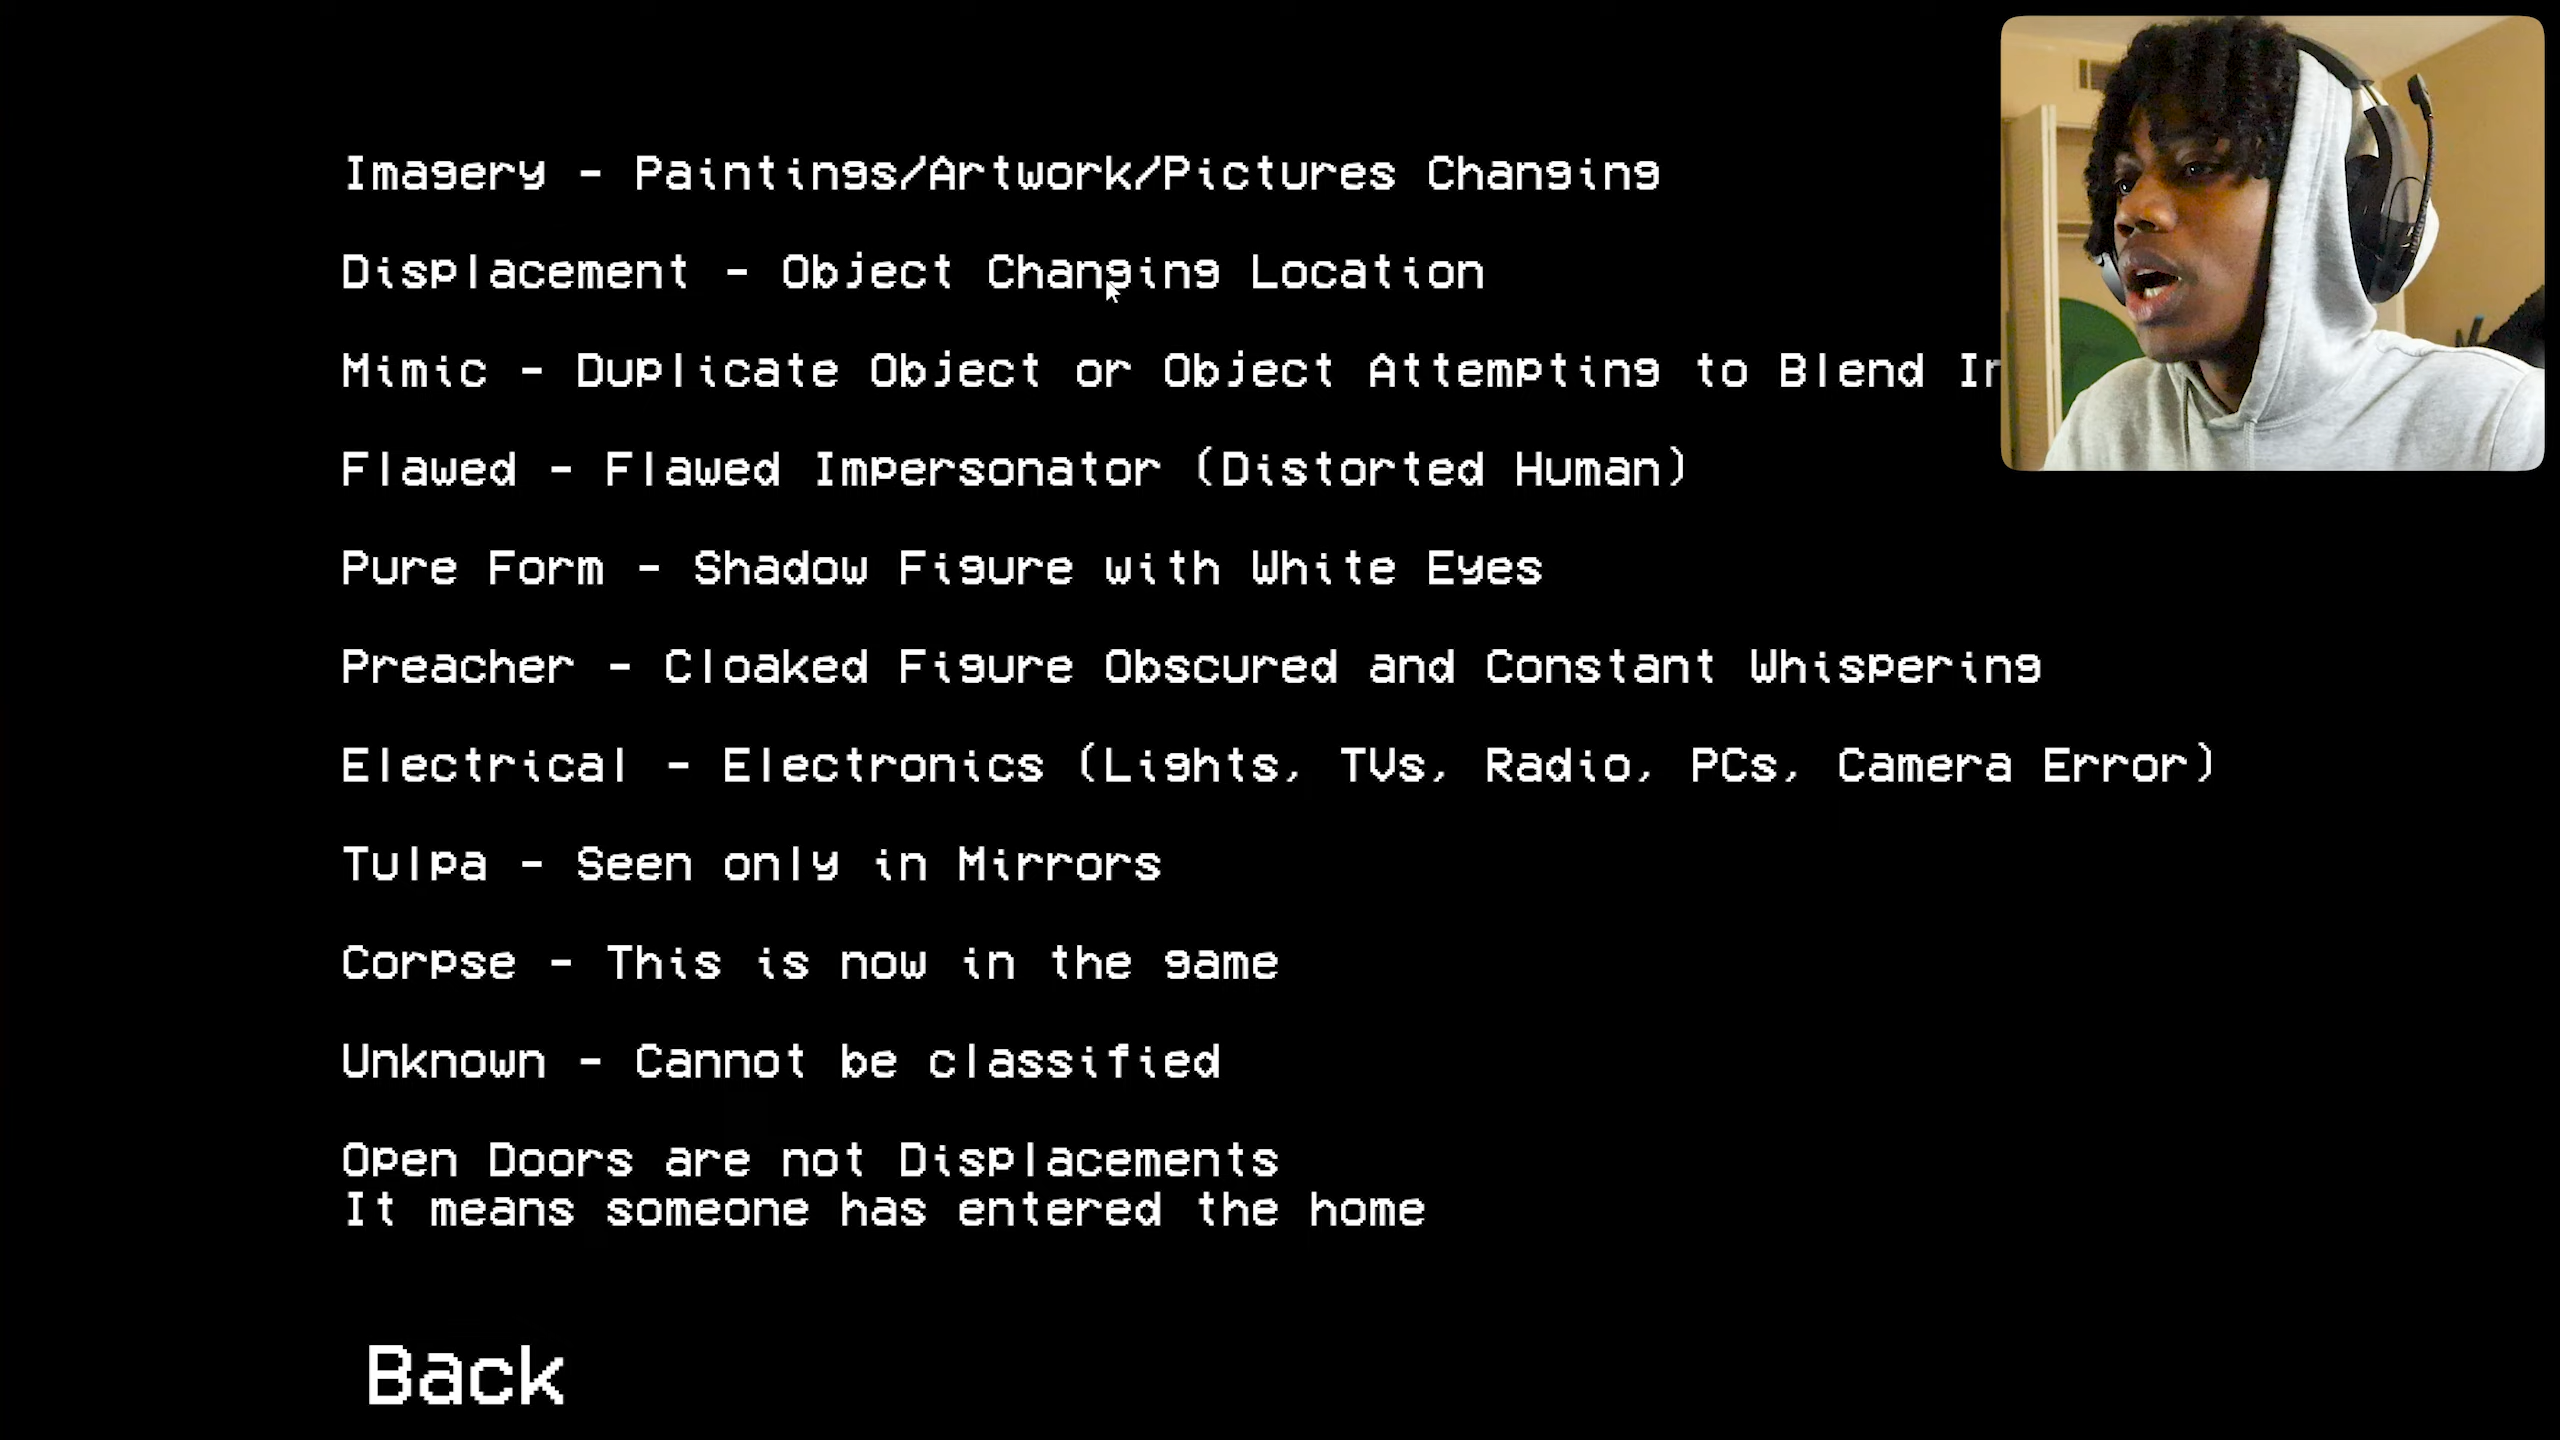 Imagery - Paintings/Artwork/Pictures Changing
Displacement - Object Changing Location
Mimic - Duplicate Object or Object Attempting to Blend
Flawed - Flawed Impersonator (Distorted Human)
Pure Form - Shadow Figure with White Eyes
Preacher - Cloaked Figure Obscured and Constant Whispering
Electrical - Electronics (Lights, TVs, Radio, PCs, Camera Error)
Tulpa - Seen only in Mirrors
Corpse - This is now in the game
Unknown - Cannot be classified
Open Doors are not Displacements
It means someone has entered the home
Back